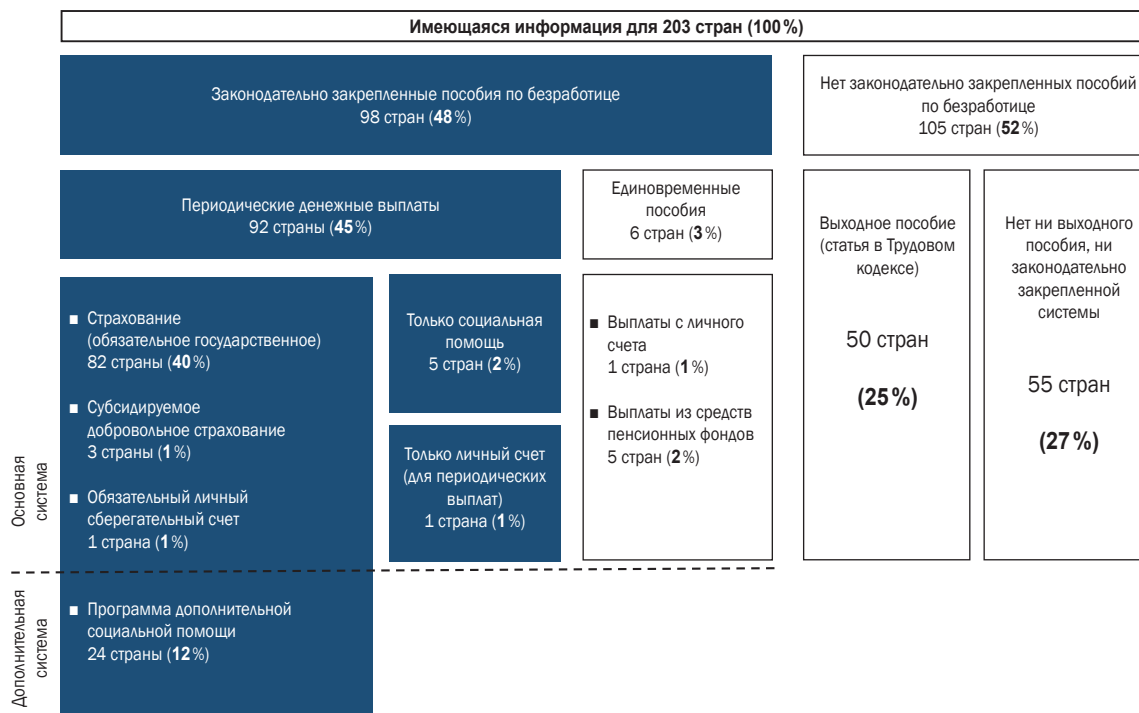 Имеющаяся информация для 203 стран (100 %)
Законодательно закрепленные пособия по безработице
98 стран (48 %)
Нет законодательно закрепленных пособий
по безработице
105 стран (52 %)
Периодические денежные выплаты
92 страны (45 %)
Единовременные
пособия
6 стран (3 %)
Выходное пособие
(статья в Трудовом
кодексе)
50 стран
(25 %)
Нет ни выходного
пособия, ни
законодательно
закрепленной
системы
55 стран
(27 %)
Основная
система
■ Страхование
(обязательное государственное)
82 страны (40 %)
■ Субсидируемое
добровольное страхование
3 страны (1 %)
■ Обязательный личный
сберегательный счет
1 страна (1 %)
Только социальная
помощь
5 стран (2 %)
Только личный счет
(для периодических
выплат)
1 страна (1 %)
■ Выплаты с личного
счета
1 страна (1 %)
■ Выплаты из средств
пенсионных фондов
5 стран (2 %)
Дополнительная
система
■ Программа дополнительной
социальной помощи
24 страны (12 %)